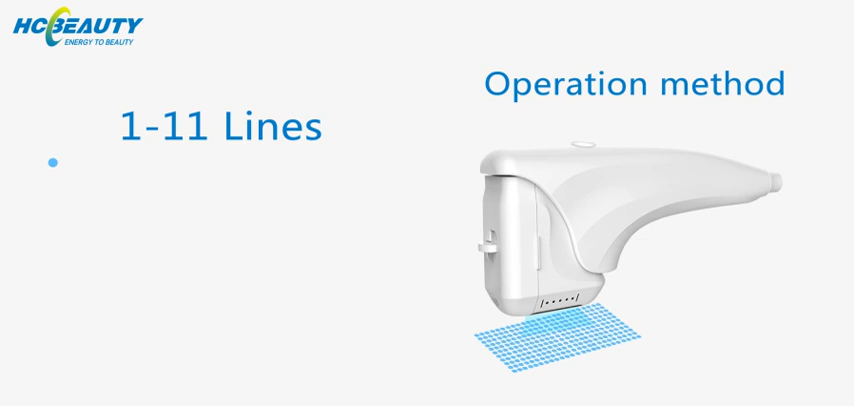 HCBEAUTY
ENERGY TO BEAUTY
Operation method
1-11 Lines